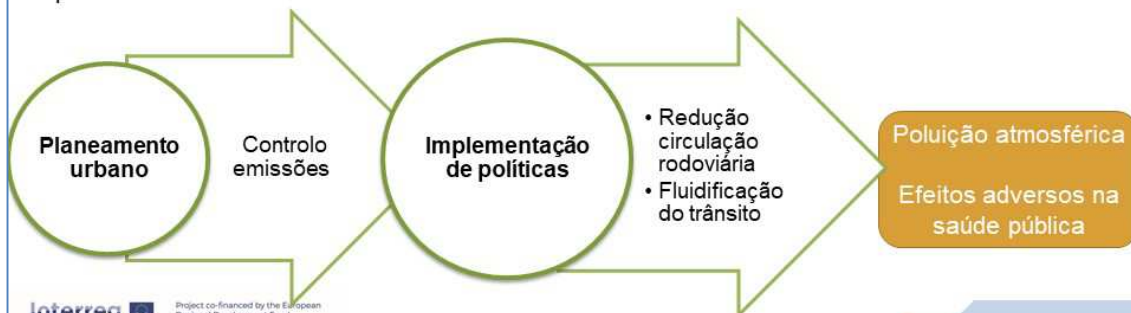 Planeamento
urbano
Controlo
emissões
Implementação
de políticas
• Redução
circulação
rodoviária
• Fluidificação
do trânsito
Poluição atmosférica
Efeitos adversos na
saúde pública
Interreg
Project co-financed by the European